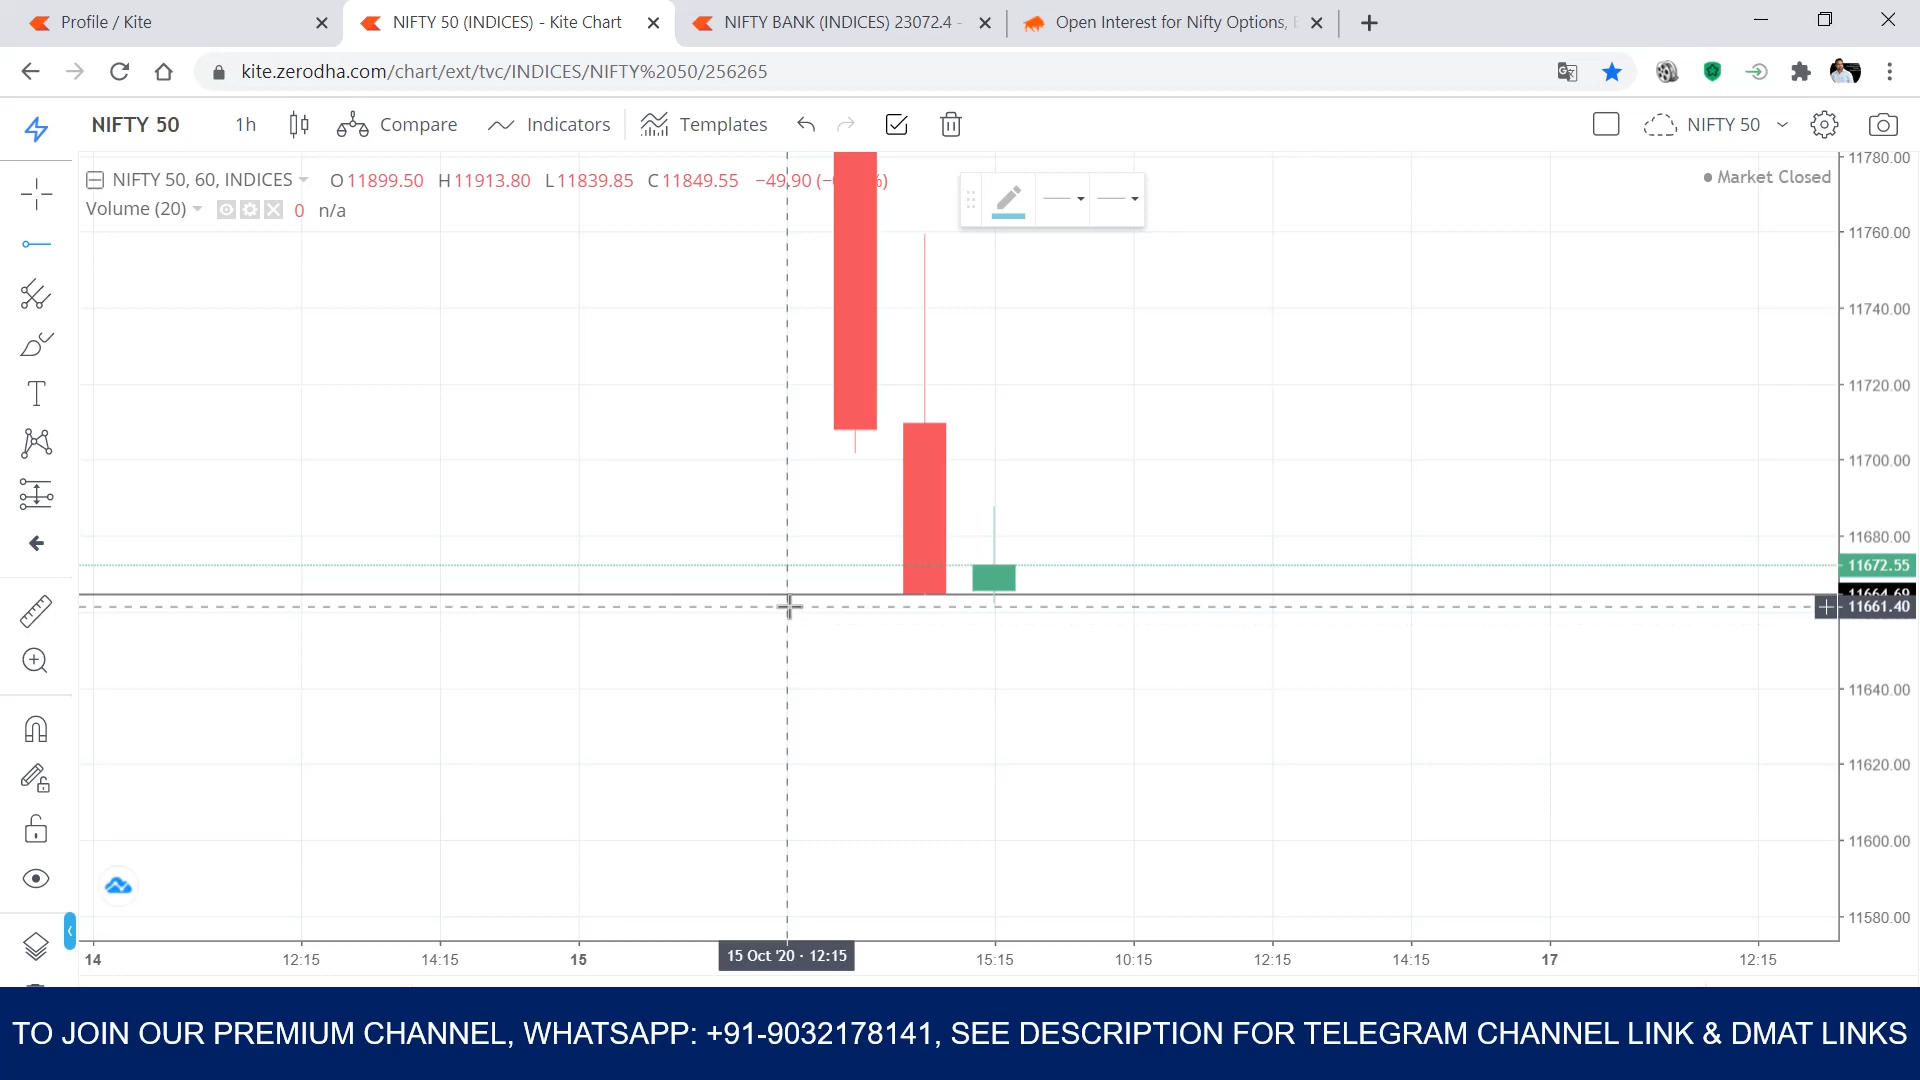 Profile / Kite
NIFTY 50 (INDICES) - Kite Chart
NIFTY BANK (INDICES) 23072.4 -
Open Interest for Nifty Options,
kite.zerodha.com/chart/ext/tvc/INDICES/NIFTY%2050/256265
NIFTY 50
1h
Compare
Indicators
Templates
NIFTY 50
NIFTY 50, 60, INDICES
O 11899.50 H 11913.80 L 11839.85 C 11849.55 −49.90
Volume (20) 0 n/a
Market Closed
11780.00
11760.00
11740.00
11720.00
11700.00
11680.00
11672.55
11664.69
11661.40
11640.00
11620.00
11600.00
11580.00
14 12:15 14:15 15 15 Oct '20 · 12:15 15:15 10:15 12:15 14:15 17 12:15
TO JOIN OUR PREMIUM CHANNEL, WHATSAPP: +91-9032178141, SEE DESCRIPTION FOR TELEGRAM CHANNEL LINK & DMAT LINKS